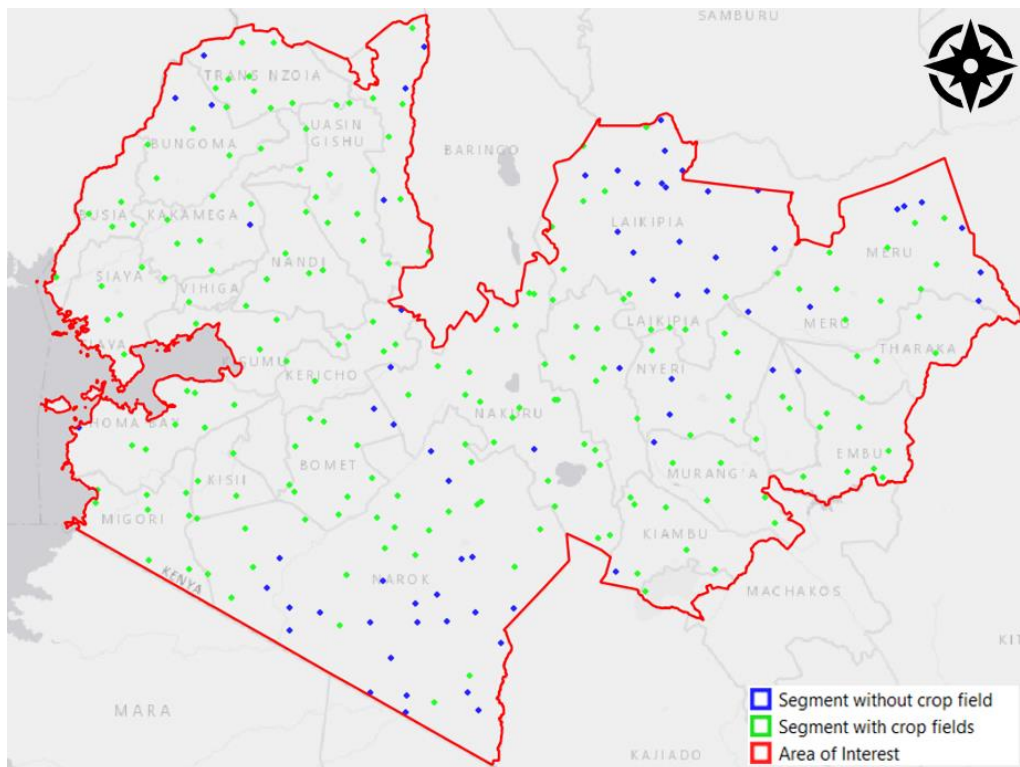 SAMBURU
TRANS NZOIA
UASIN
GISHU
BARINGO
BUNGOMA
BUSIA
KAKAMEGA
LAIKIPIA
MERU
SIAYA
VIHIGA
NANDI
SIAYA
KISUMU
KERICHO
LAIKIPIA
MERU
THARAKA
NYERI
HOMA BAY
NAKURU
BOMET
KISII
MURANG'A
EMBU
MIGORI
KIAMBU
KENYA
NAROK
MACHAKOS
KIT
MARA
KAJIADO
Segment without crop field
Segment with crop fields
Area of Interest